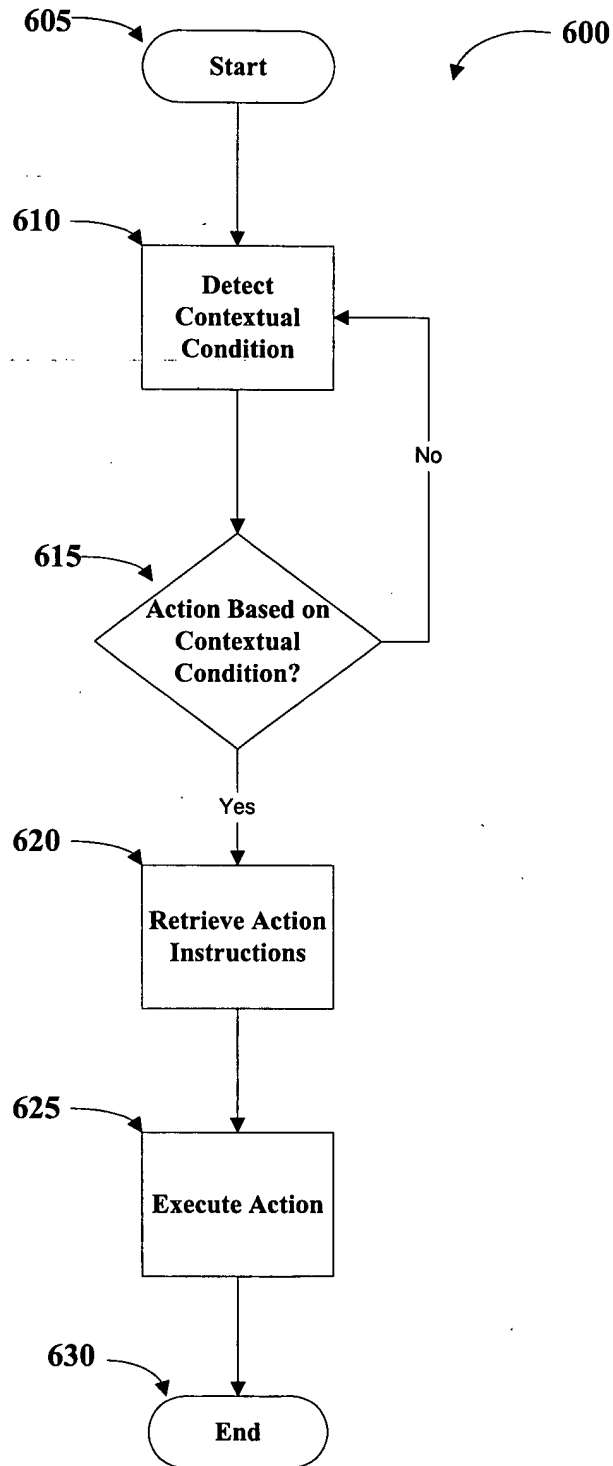 605
600
Start
610
Detect
Contextual
Condition
No
615
Action Based on
Contextual
Condition?
Yes
620
Retrieve Action
Instructions
625
Execute Action
630
End